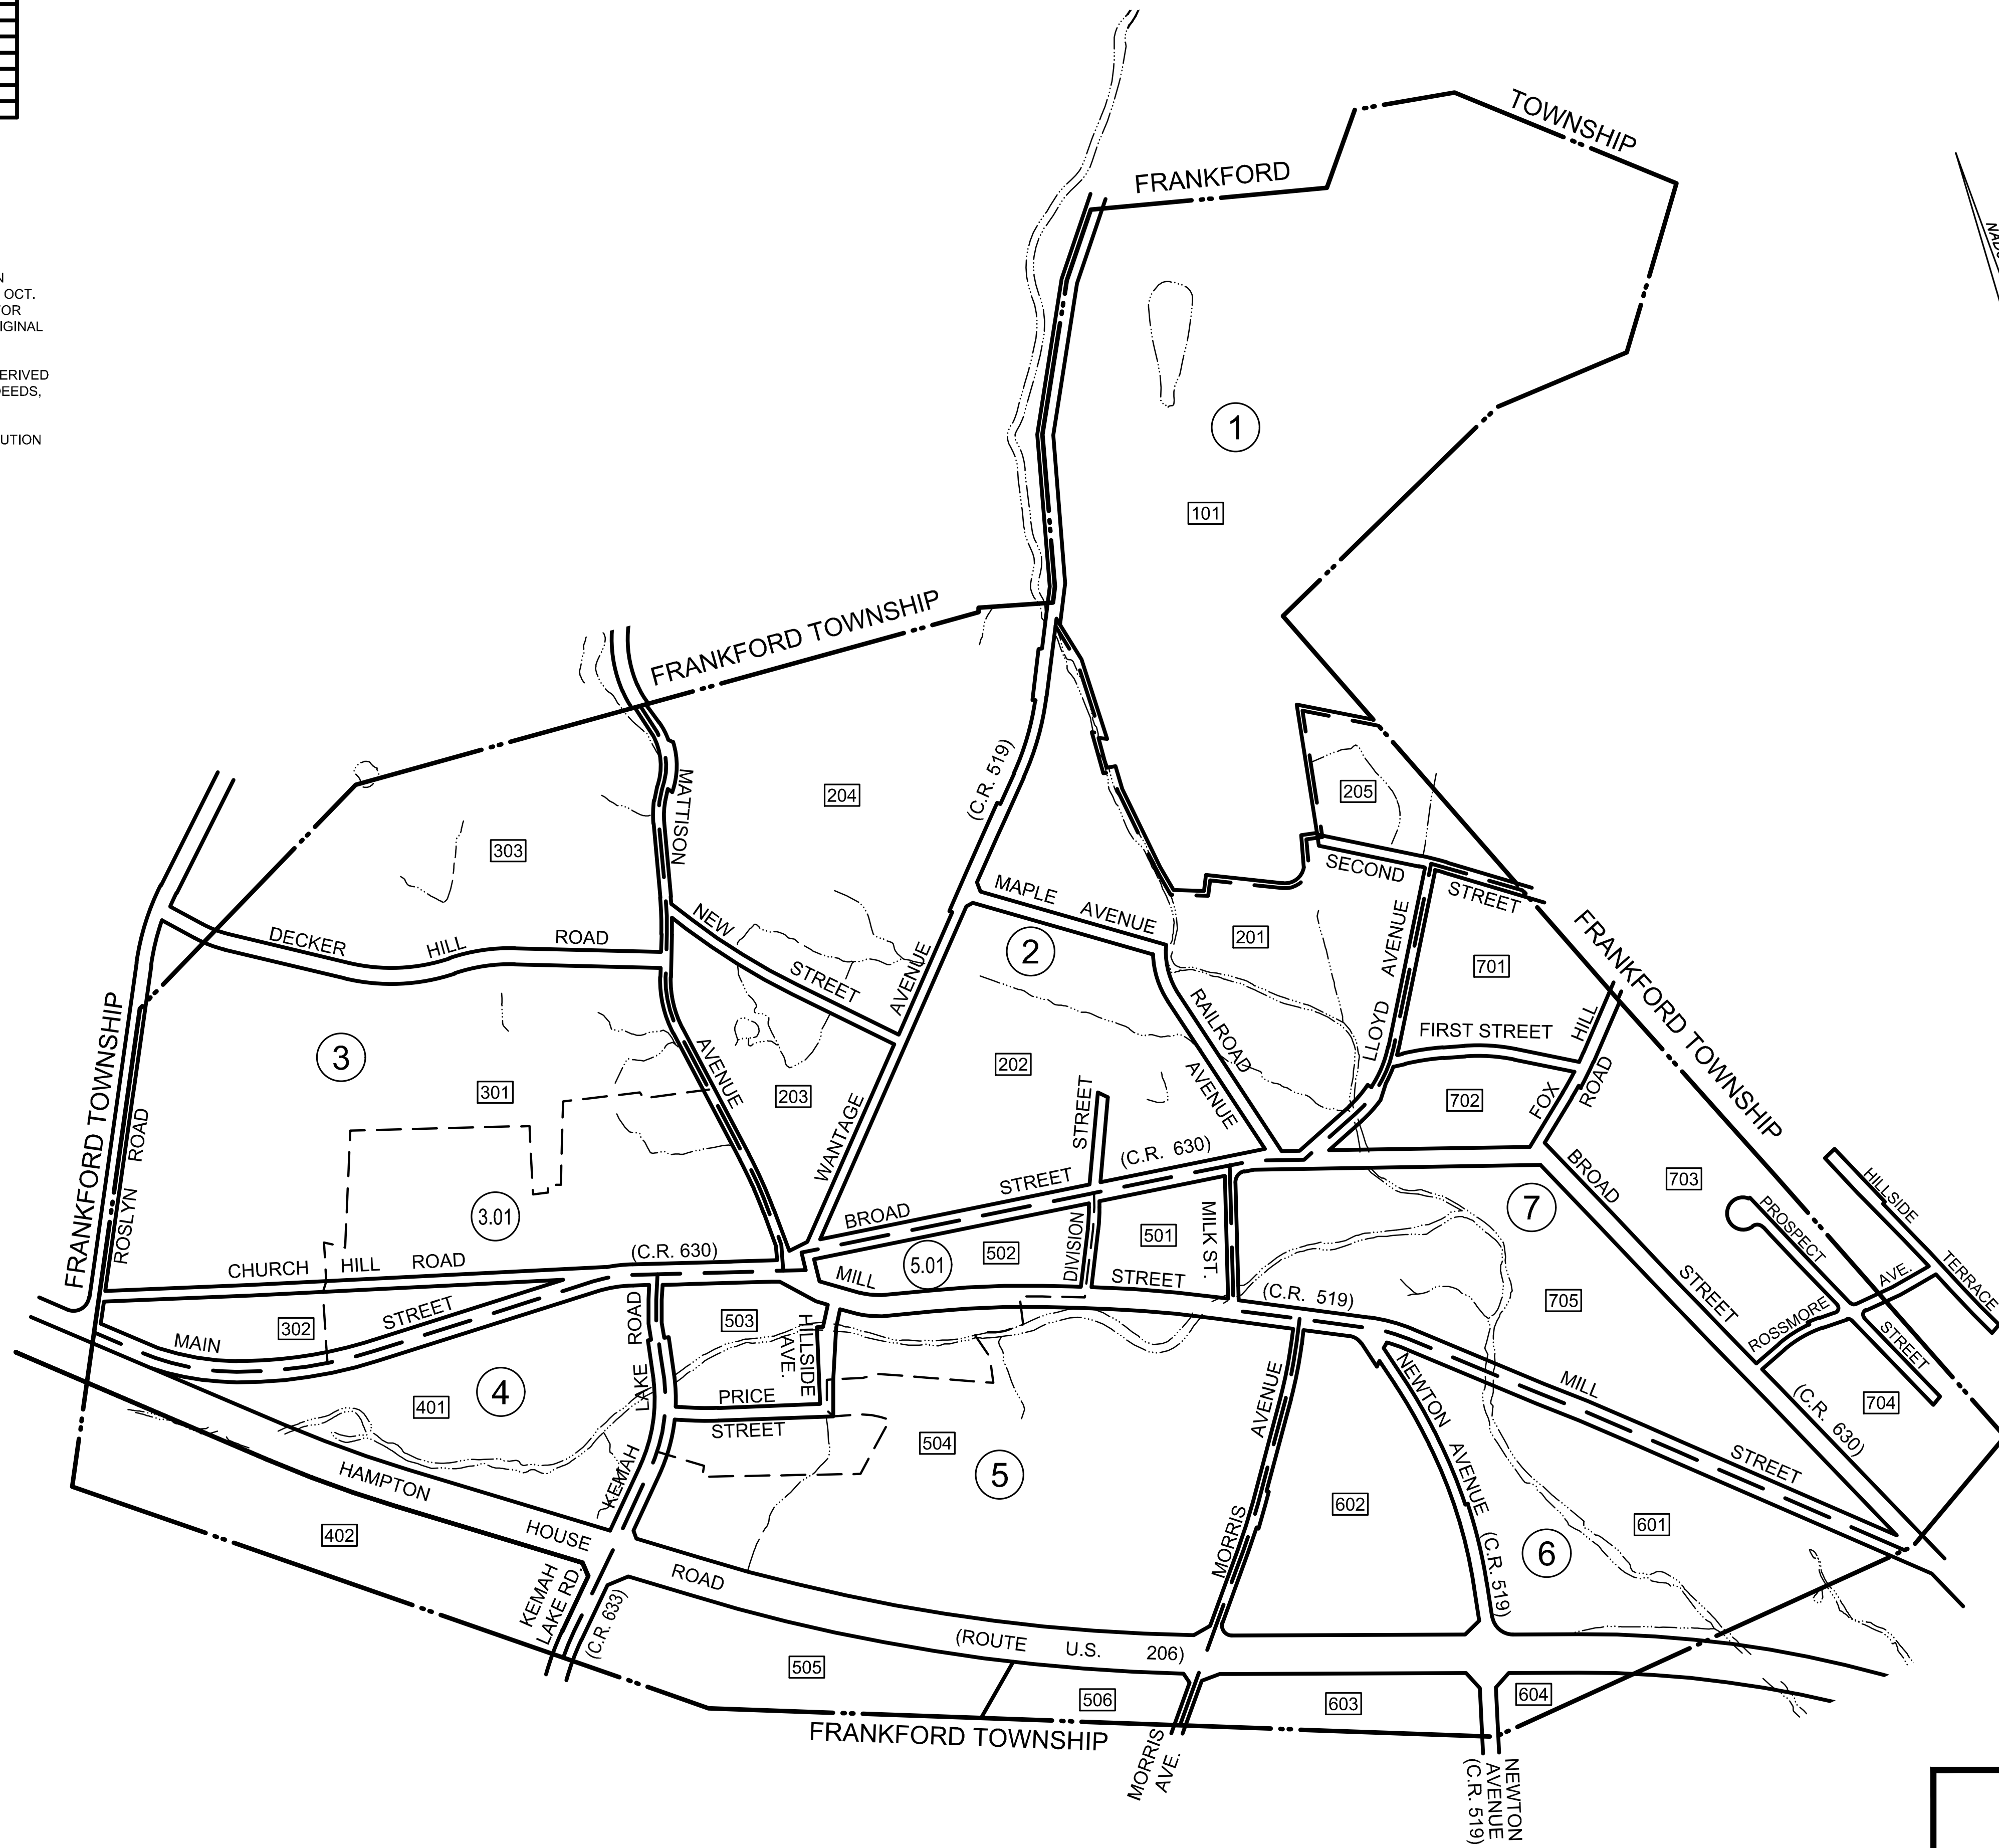 TOWNSHIP
FRANKFORD
OCT.
DEEDS,
1
101
FRANKFORD TOWNSHIP
MATTISON
204
(C.R. 519)
205
303
SECOND
STREET
MAPLE AVENUE
NEW
STREET
AVENUE
2
201
AVENUE
LLOYD
701
FRANKFORD TOWNSHIP
DECKER HILL ROAD
3
301
AVENUE
203
WANTAGE
202
RAILROAD
AVENUE
FIRST STREET
HILL
702
FOX
ROAD
FRANKFORD TOWNSHIP
ROSLYN ROAD
3.01
STREET
(C.R. 630)
BROAD STREET
BROAD
STREET
703
7
HILLSIDE
TERRACE
PROSPECT
STREET
CHURCH HILL ROAD
(C.R. 630)
5.01
502
DIVISION
501
MILK ST.
MILL STREET
(C.R. 519)
705
ROSSMORE
AVE.
302
MAIN STREET
503
HILLSIDE
AVE.
LAKE ROAD
4
401
PRICE
STREET
704
(C.R. 630)
MILL
STREET
504
5
AVENUE
MORRIS
NEWTON
AVENUE
(C.R. 519)
602
601
6
HAMPTON
HOUSE
ROAD
KEMAH
402
KEMAH
LAKE RD.
(C.R. 633)
(ROUTE U.S. 206)
505
506
603
604
FRANKFORD TOWNSHIP
MORRIS
AVE.
NEWTON
AVENUE
(C.R. 519)